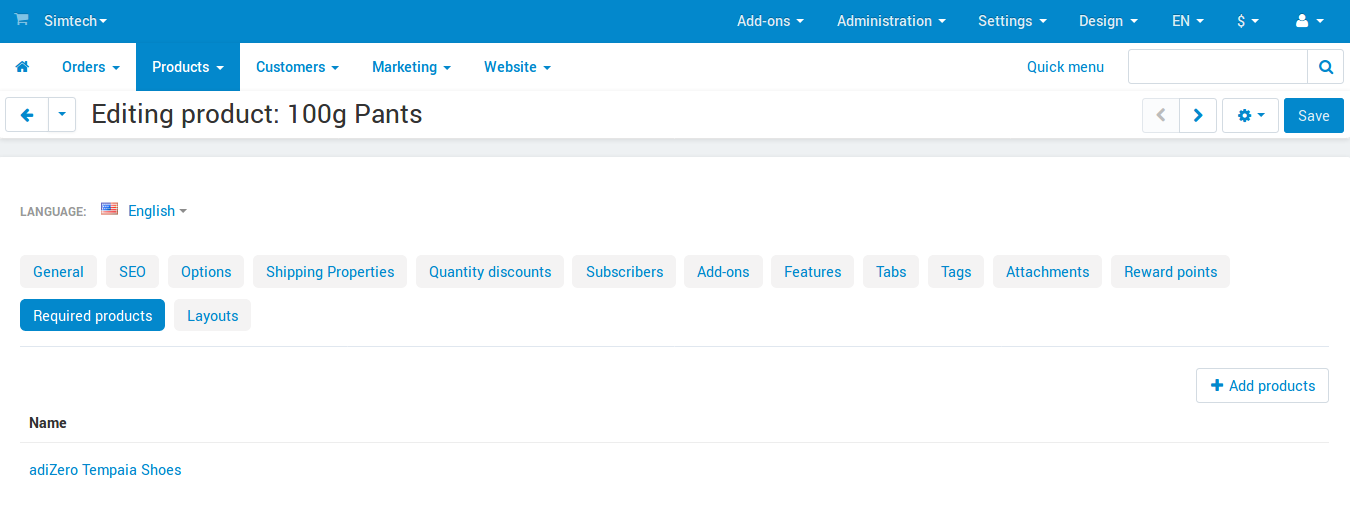 Simtech Add-ons Administration Settings Design EN $
Orders Products Customers Marketing Website Quick menu
Editing product: 100g Pants Save
LANGUAGE: English
General SEO Options Shipping Properties Quantity discounts Subscribers Add-ons Features Tabs Tags Attachments Reward points
Required products Layouts
Add products
Name
adiZero Tempaia Shoes